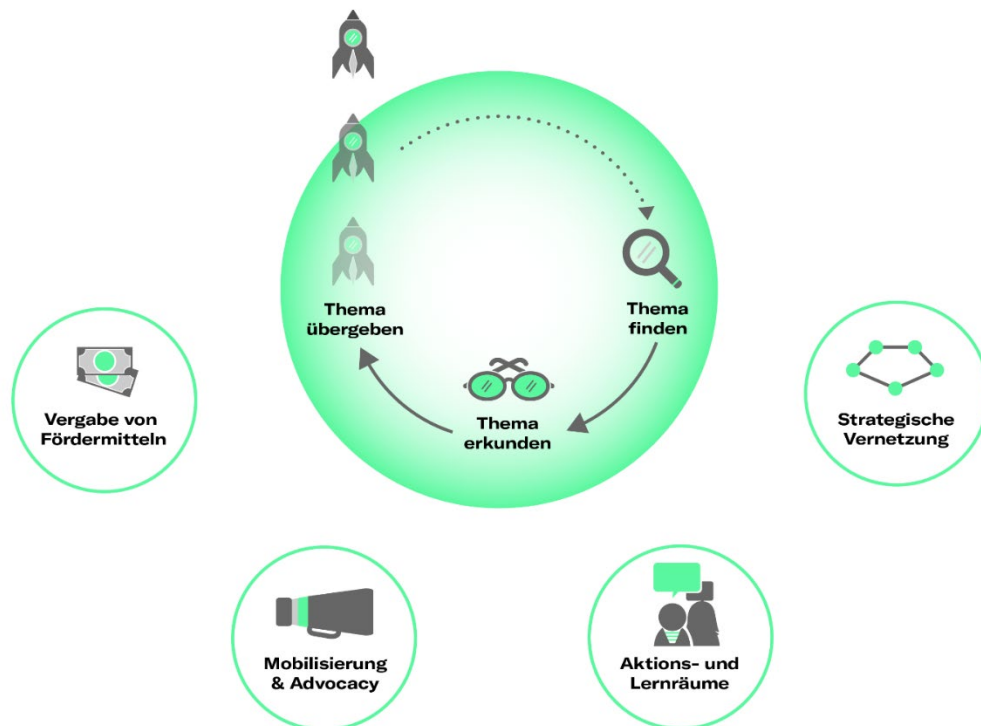 Thema
übergeben
Thema
finden
Thema
erkunden
Vergabe von
Fördermitteln
Strategische
Vernetzung
Mobilisierung
& Advocacy
Aktions- und
Lernräume